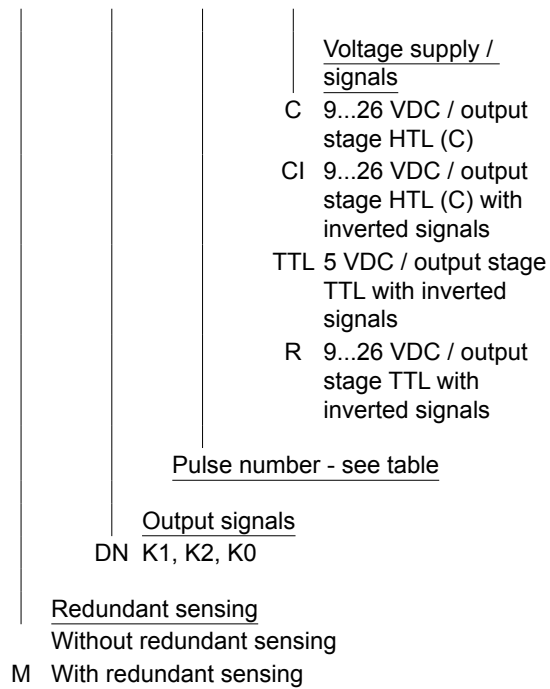 Voltage supply /
signals
C 9...26 VDC / output
stage HTL (C)
CI 9...26 VDC / output
stage HTL (C) with
inverted signals
TTL 5 VDC / output stage
TTL with inverted
signals
R 9...26 VDC / output
stage TTL with
inverted signals
Pulse number - see table
Output signals
DN K1, K2, K0
Redundant sensing
Without redundant sensing
M With redundant sensing